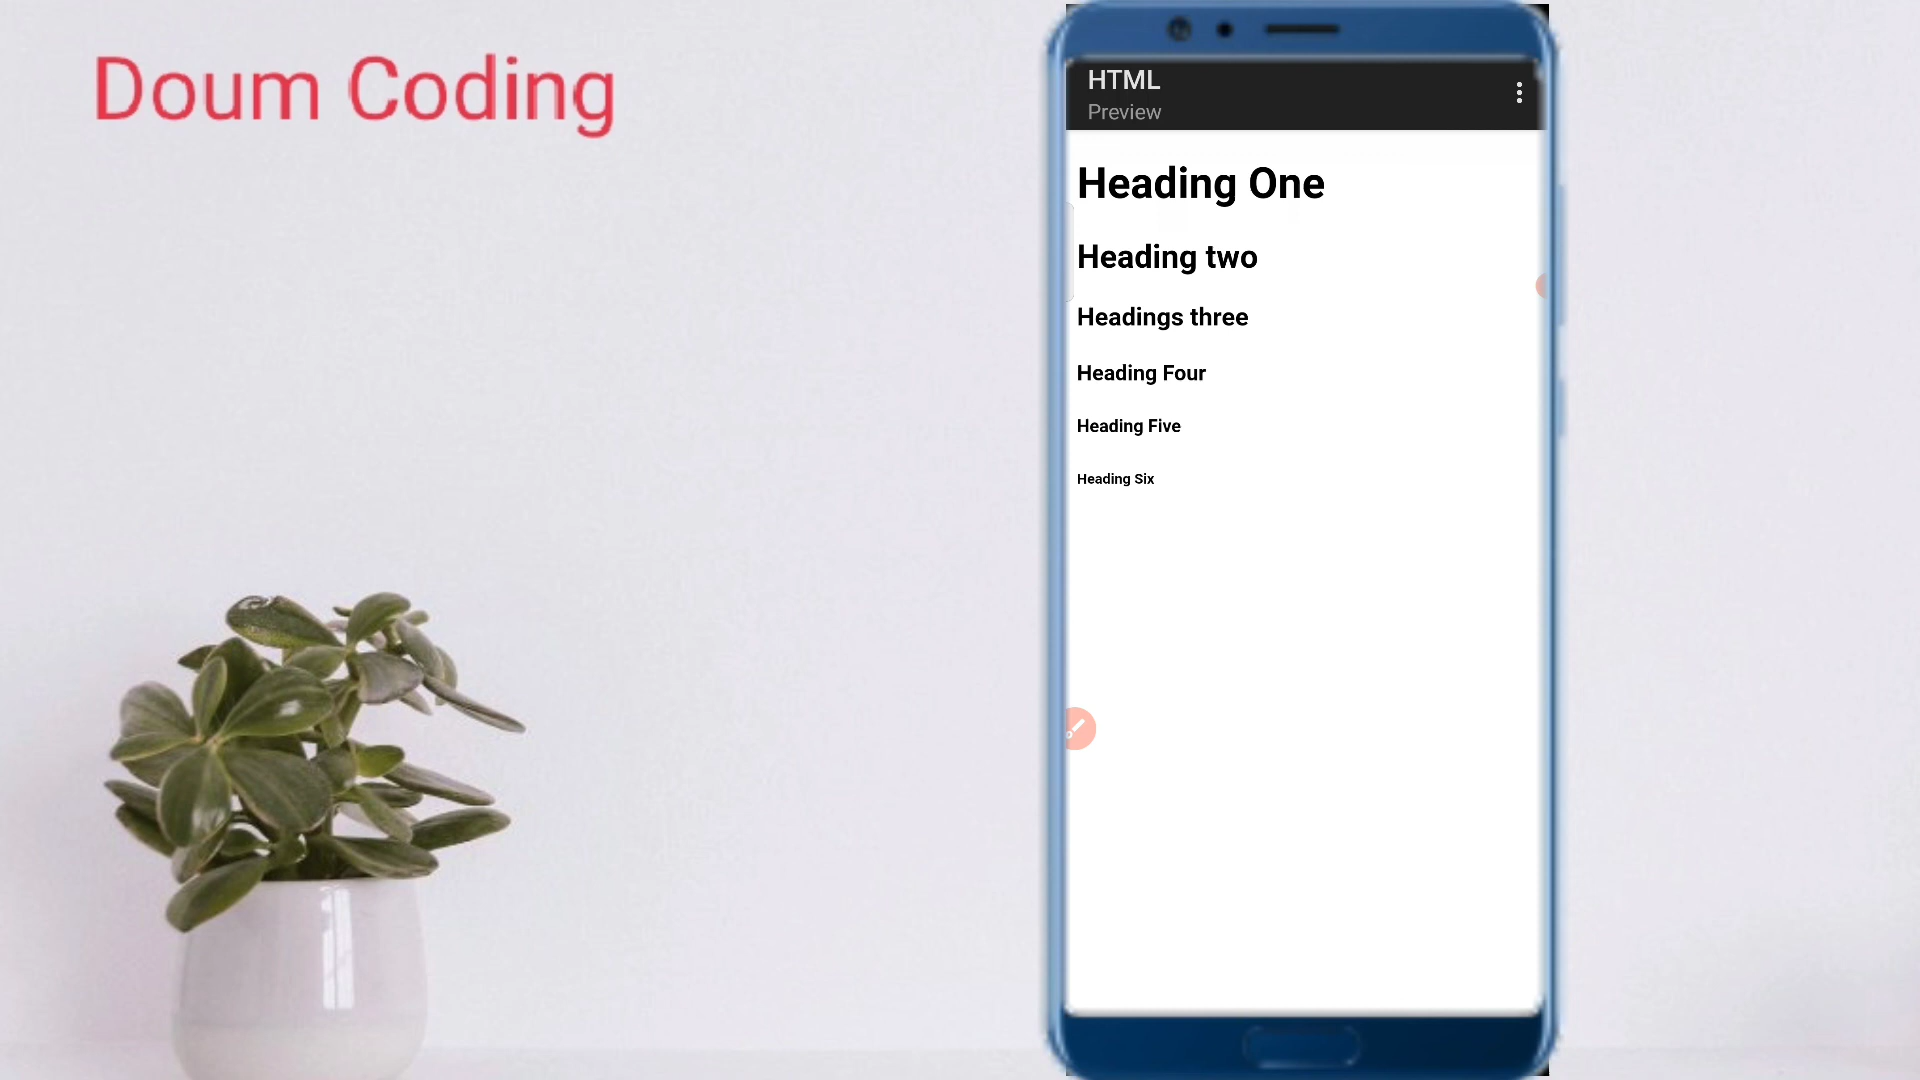 Doum Coding
HTML
Preview
Heading One
Heading two
Headings three
Heading Four
Heading Five
Heading Six